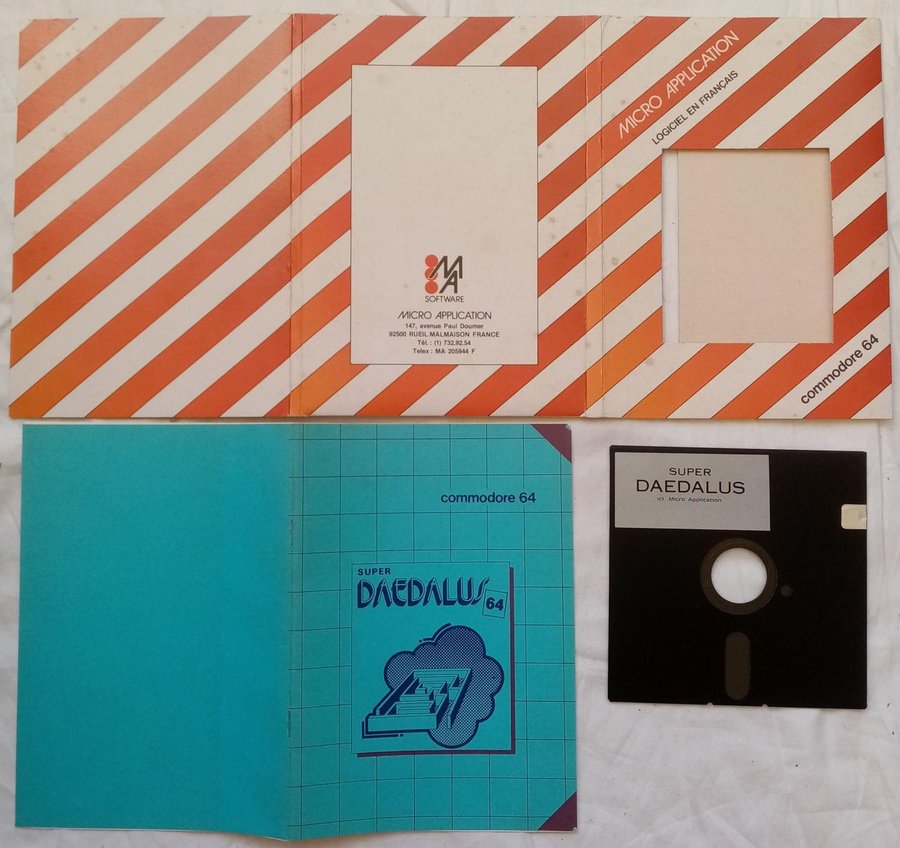 MICRO APPLICATION
LOGICIEL EN FRANÇAIS
MA
SOFTWARE
MICRO APPLICATION
147, avenue Paul Doumer
92500 RUEIL MALMAISON FRANCE
Tél. : (1) 732.92.54
Telex : MA 205944 F
commodore 64
commodore 64
SUPER
DAEDALUS 64
SUPER
DAEDALUS
(C) Micro Application